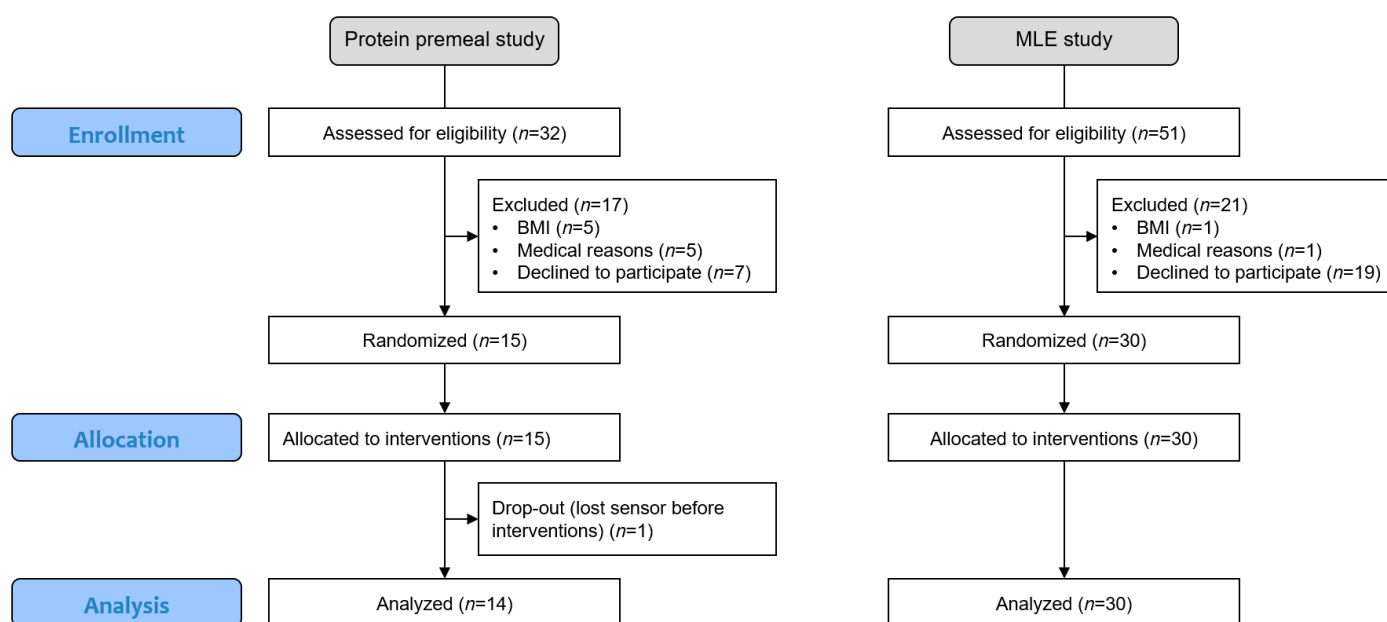 Protein premeal study
MLE study
Enrollment
Assessed for eligibility (n=32)
Assessed for eligibility (n=51)
Excluded (n=17)
• BMI (n=5)
• Medical reasons (n=5)
• Declined to participate (n=7)
Excluded (n=21)
• BMI (n=1)
• Medical reasons (n=1)
• Declined to participate (n=19)
Randomized (n=15)
Randomized (n=30)
Allocation
Allocated to interventions (n=15)
Allocated to interventions (n=30)
Drop-out (lost sensor before
interventions) (n=1)
Analysis
Analyzed (n=14)
Analyzed (n=30)